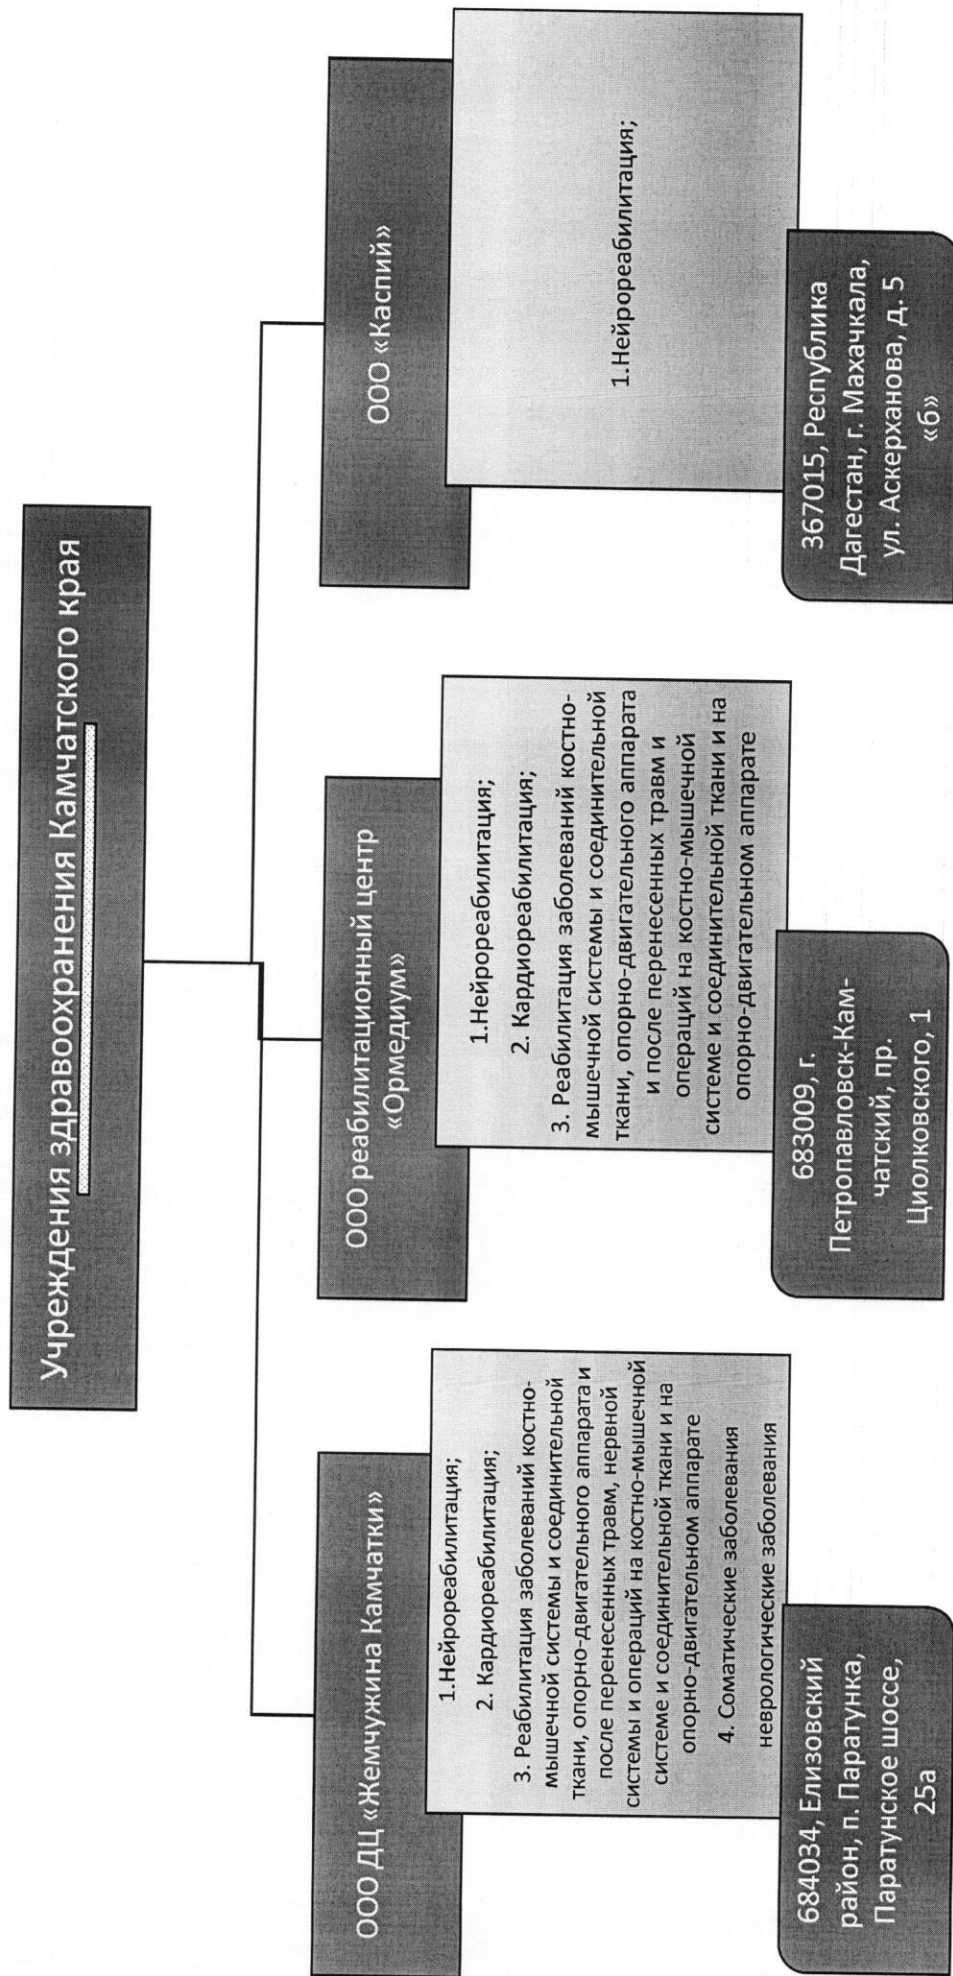 Учреждения здравоохранения Камчатского края
ООО ДЦ «Жемчужина Камчатки»
1.Нейрореабилитация;
2. Кардиореабилитация;
3. Реабилитация заболеваний костно-
мышечной системы и соединительной
ткани, опорно-двигательного аппарата и
после перенесенных травм, нервной
системы и операций на костно-мышечной
системе и соединительной ткани и на
опорно-двигательном аппарате
4. Соматические заболевания
неврологические заболевания
684034, Елизовский
район, п. Паратунка,
Паратунское шоссе,
25а
ООО реабилитационный центр
«Ормедиум»
1.Нейрореабилитация;
2. Кардиореабилитация;
3. Реабилитация заболеваний костно-
мышечной системы и соединительной
ткани, опорно-двигательного аппарата
и после перенесенных травм и
операций на костно-мышечной
системе и соединительной ткани и на
опорно-двигательном аппарате
683009, г.
Петропавловск-Кам-
чатский, пр.
Циолковского, 1
ООО «Каспий»
1.Нейрореабилитация;
367015, Республика
Дагестан, г. Махачкала,
ул. Аскерханова, д. 5
«б»